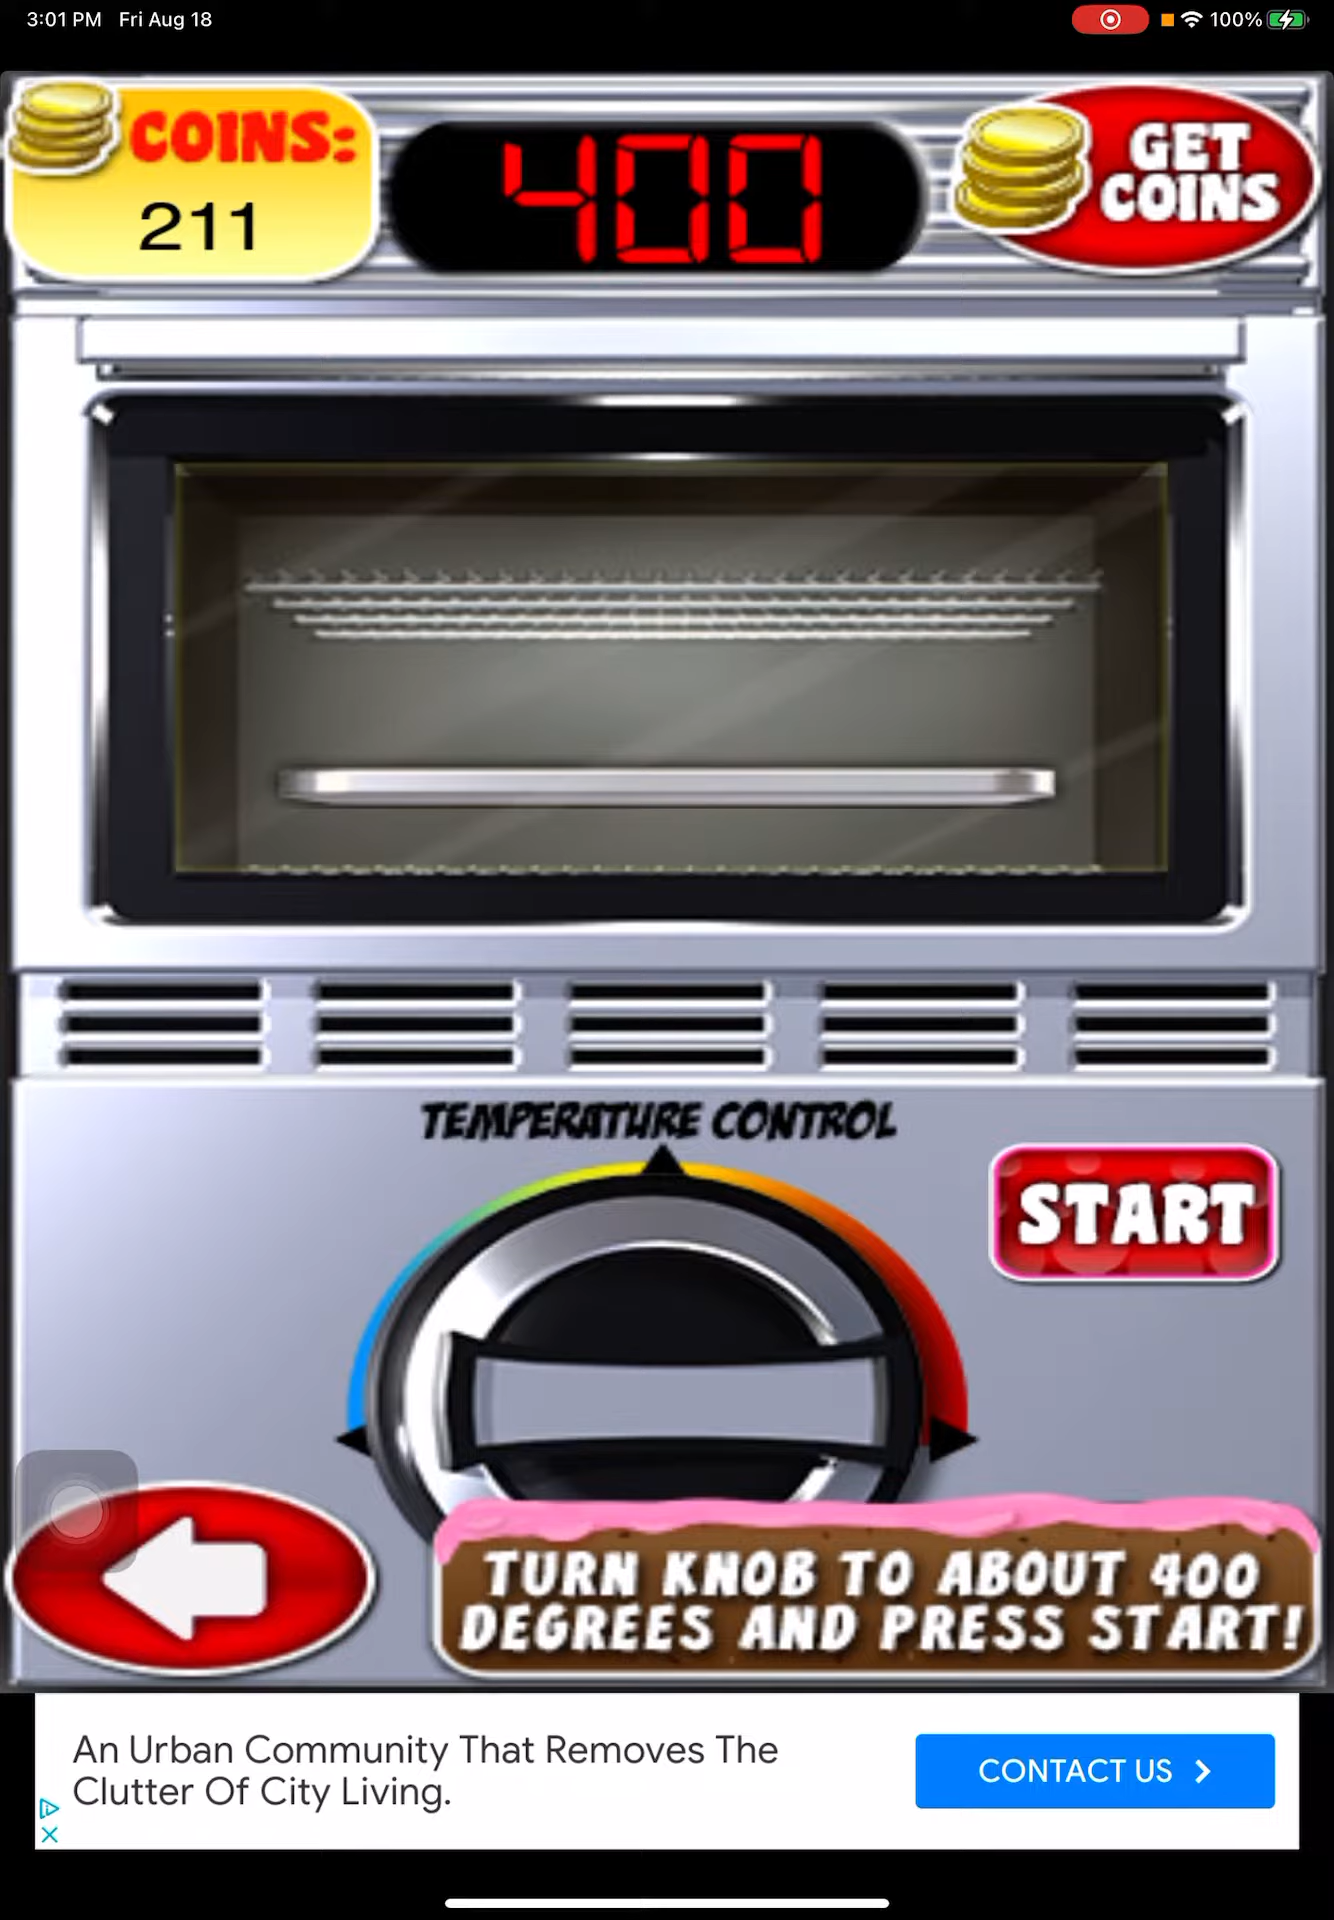 3:01 PM Fri Aug 18
100%
COINS:
211
400
GET
COINS
TEMPERATURE CONTROL
START
TURN KNOB TO ABOUT 400
DEGREES AND PRESS START!
An Urban Community That Removes The
Clutter Of City Living.
CONTACT US